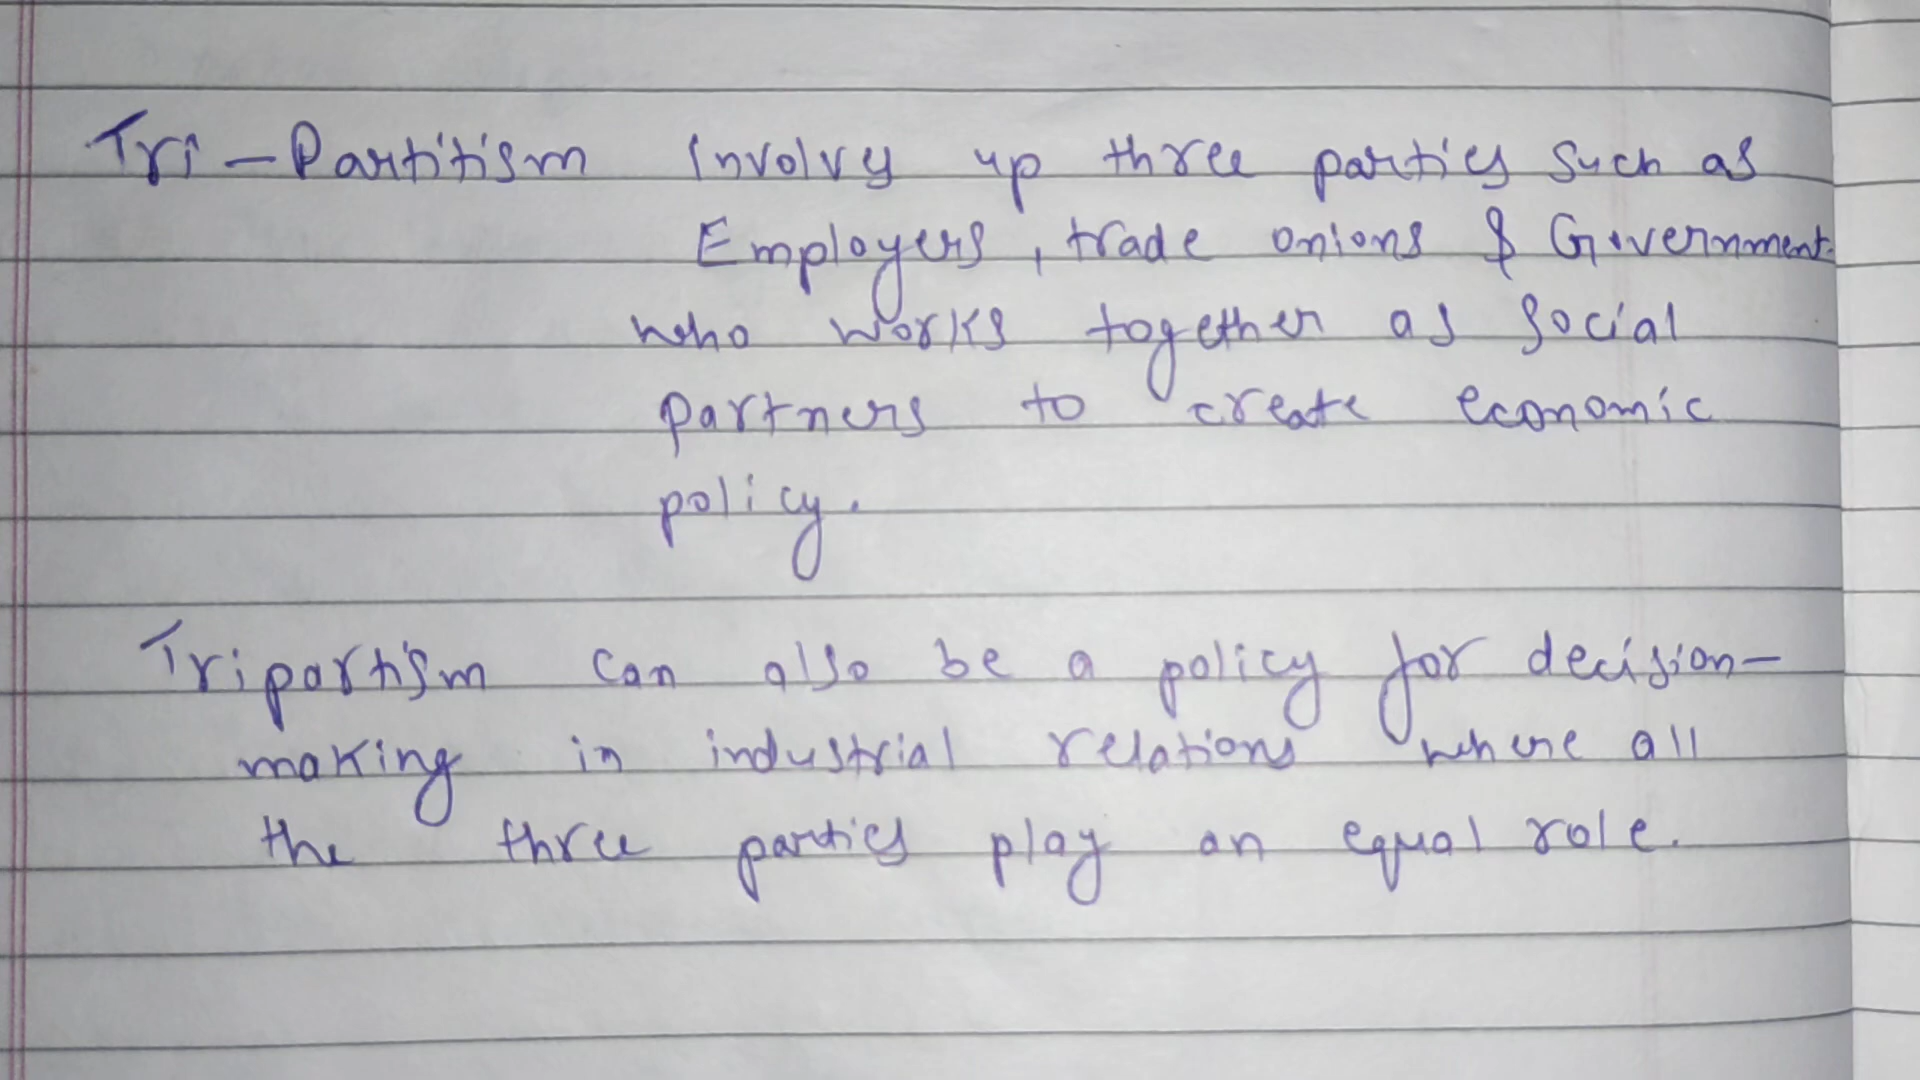 Tri-Partitism Involves up three parties such as
Employers, trade onions & Government
who works together as social
partners to create economic
policy.
Tripartism can also be a policy for decision-
making in industrial relations where all
the three parties play an equal role.